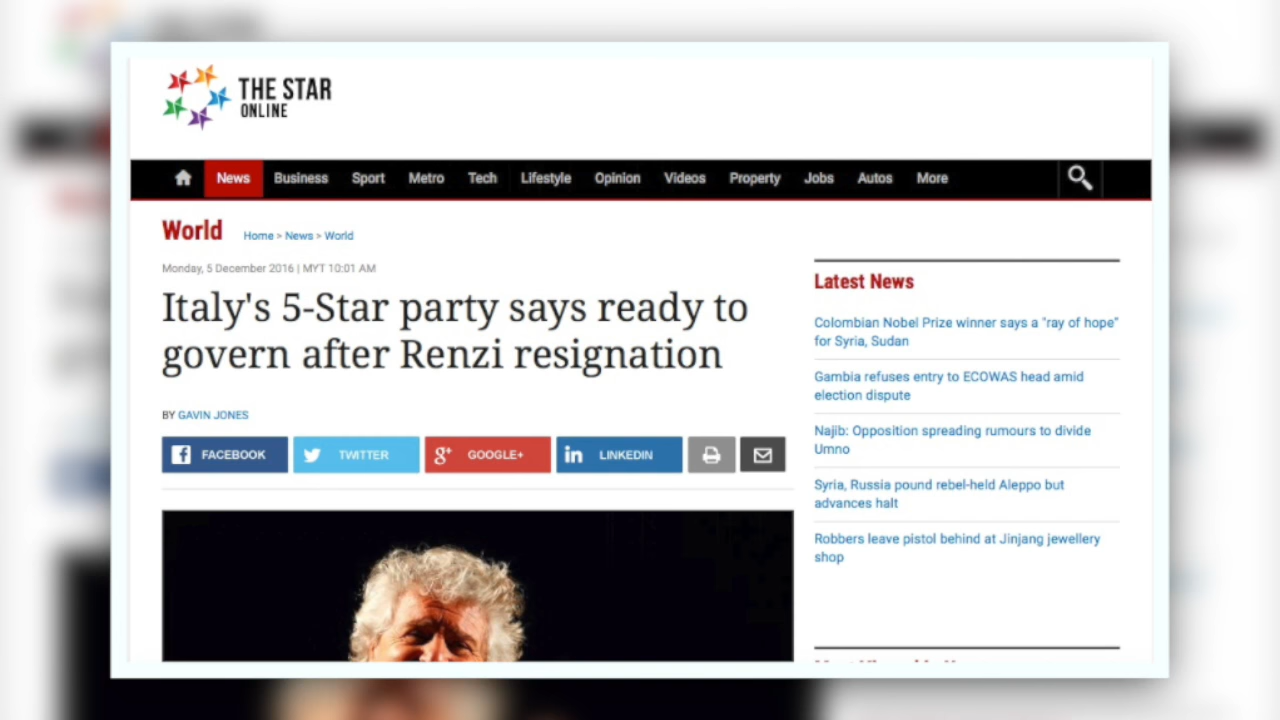 THE STAR
ONLINE
News Business Sport Metro Tech Lifestyle Opinion Videos Property Jobs Autos More
World
Home > News > World
Monday, 5 December 2016 | MYT 10:01 AM
Italy's 5-Star party says ready to
govern after Renzi resignation
BY GAVIN JONES
FACEBOOK TWITTER GOOGLE+ LINKEDIN
Latest News
Colombian Nobel Prize winner says a "ray of hope"
for Syria, Sudan
Gambia refuses entry to ECOWAS head amid
election dispute
Najib: Opposition spreading rumours to divide
Umno
Syria, Russia pound rebel-held Aleppo but
advances halt
Robbers leave pistol behind at Jinjang jewellery
shop